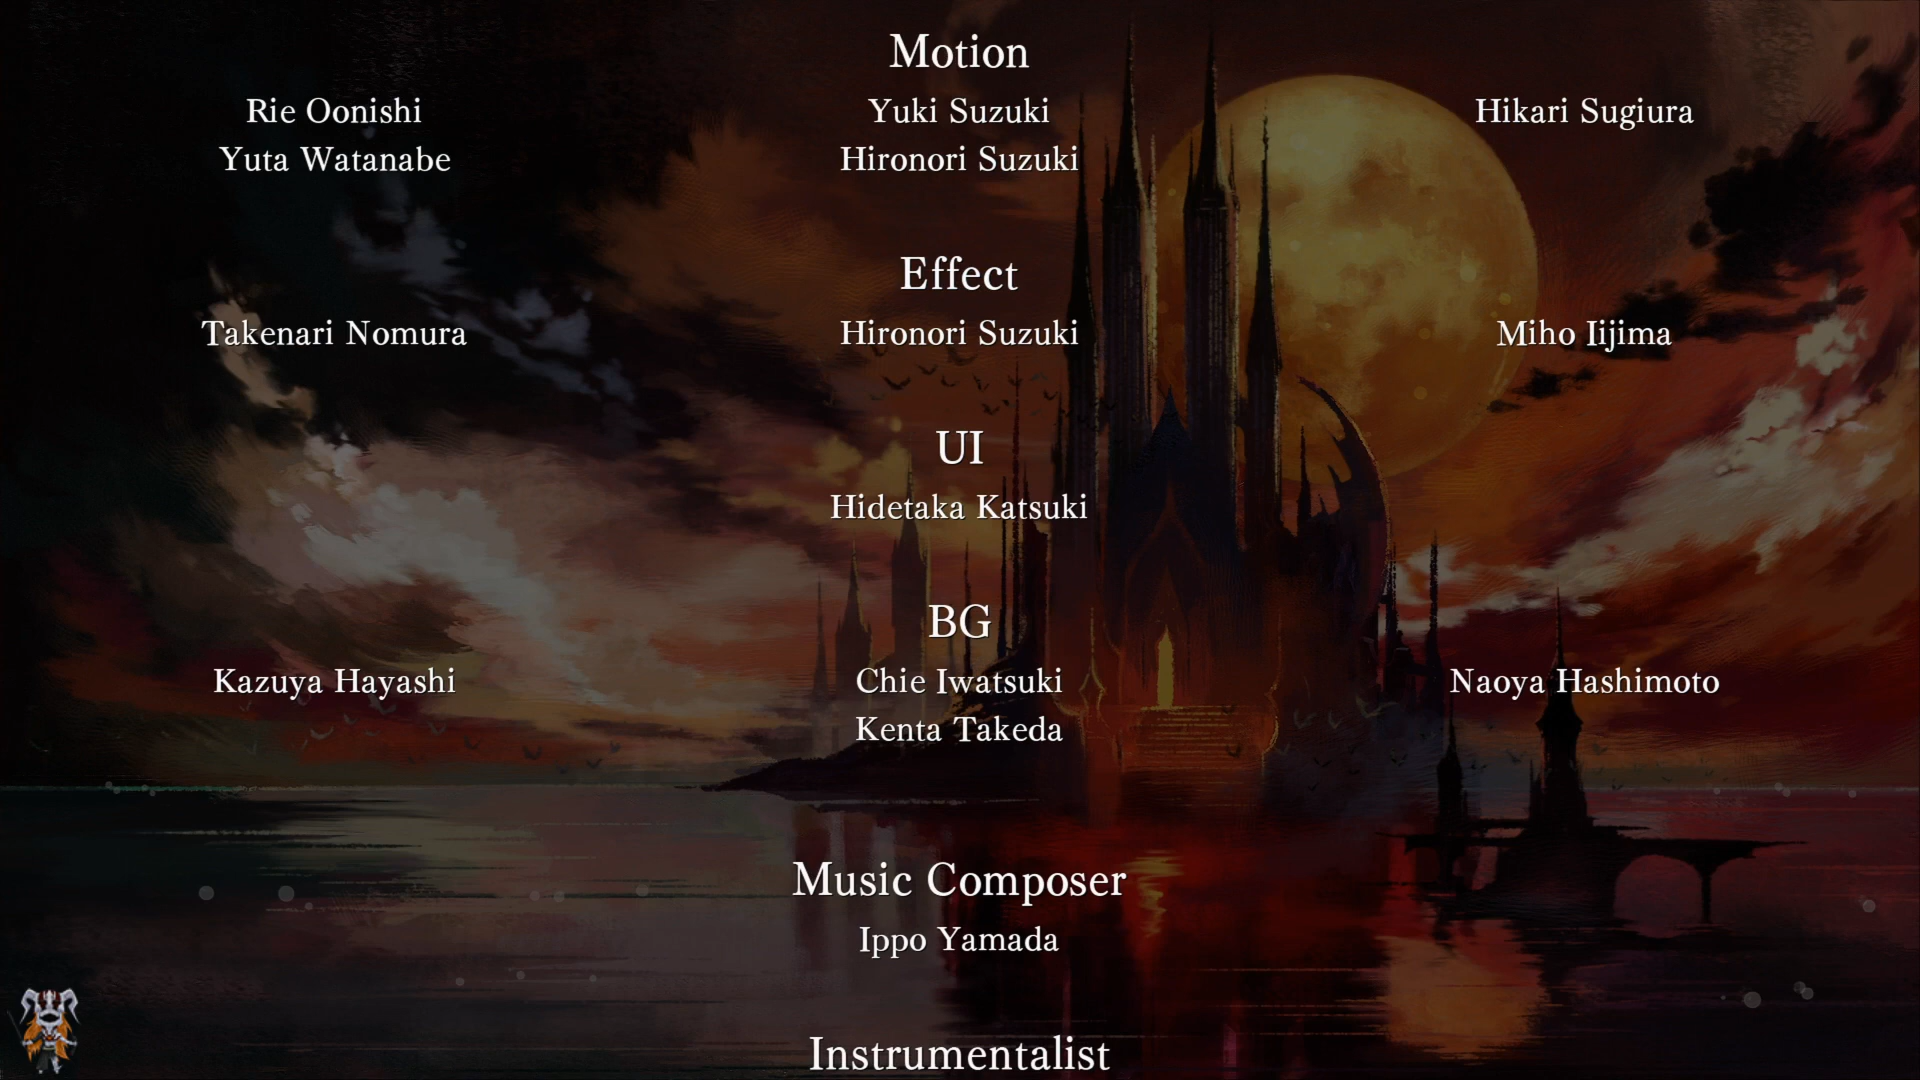 Motion
Rie Oonishi Yuki Suzuki Hikari Sugiura
Yuta Watanabe Hironori Suzuki
Effect
Takenari Nomura Hironori Suzuki Miho Iijima
UI
Hidetaka Katsuki
BG
Kazuya Hayashi Chie Iwatsuki Naoya Hashimoto
Kenta Takeda
Music Composer
Ippo Yamada
Instrumentalist